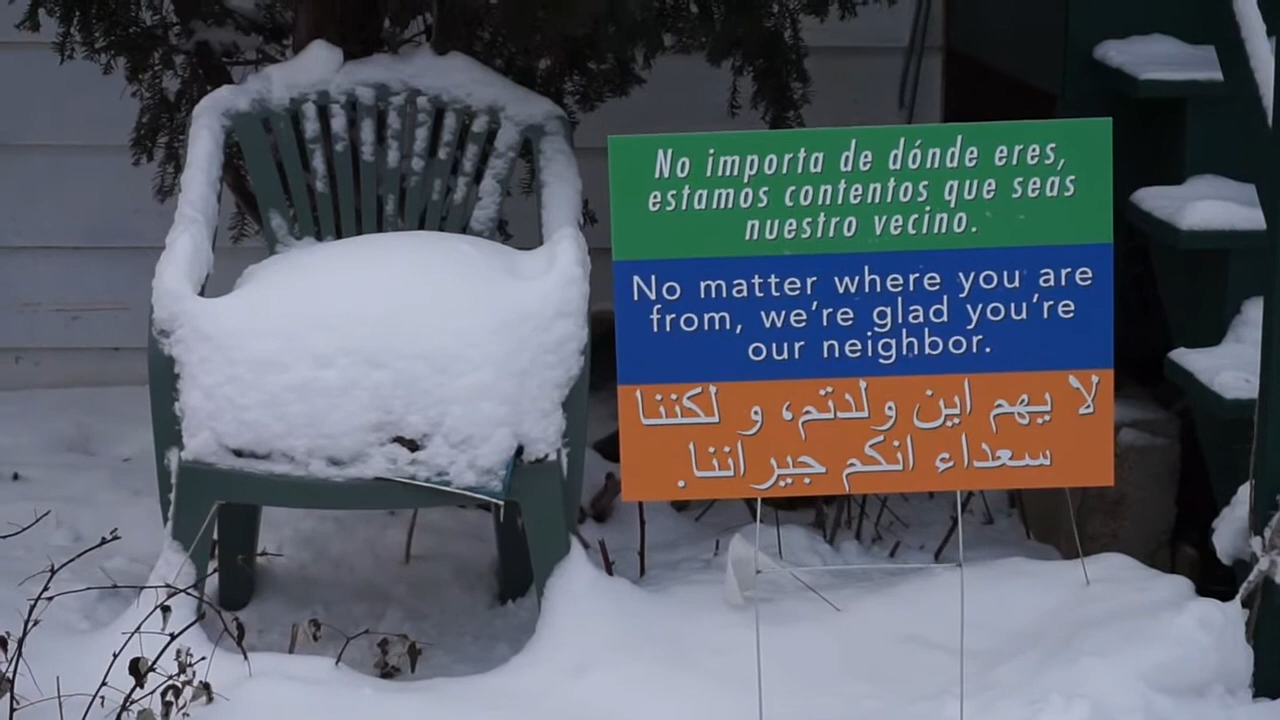 No importa de dónde eres,
estamos contentos que seas
nuestro vecino.
No matter where you are
from, we're glad you're
our neighbor.
لا يهم اين ولدتم، و لكننا
سعداء انكم جيراننا.